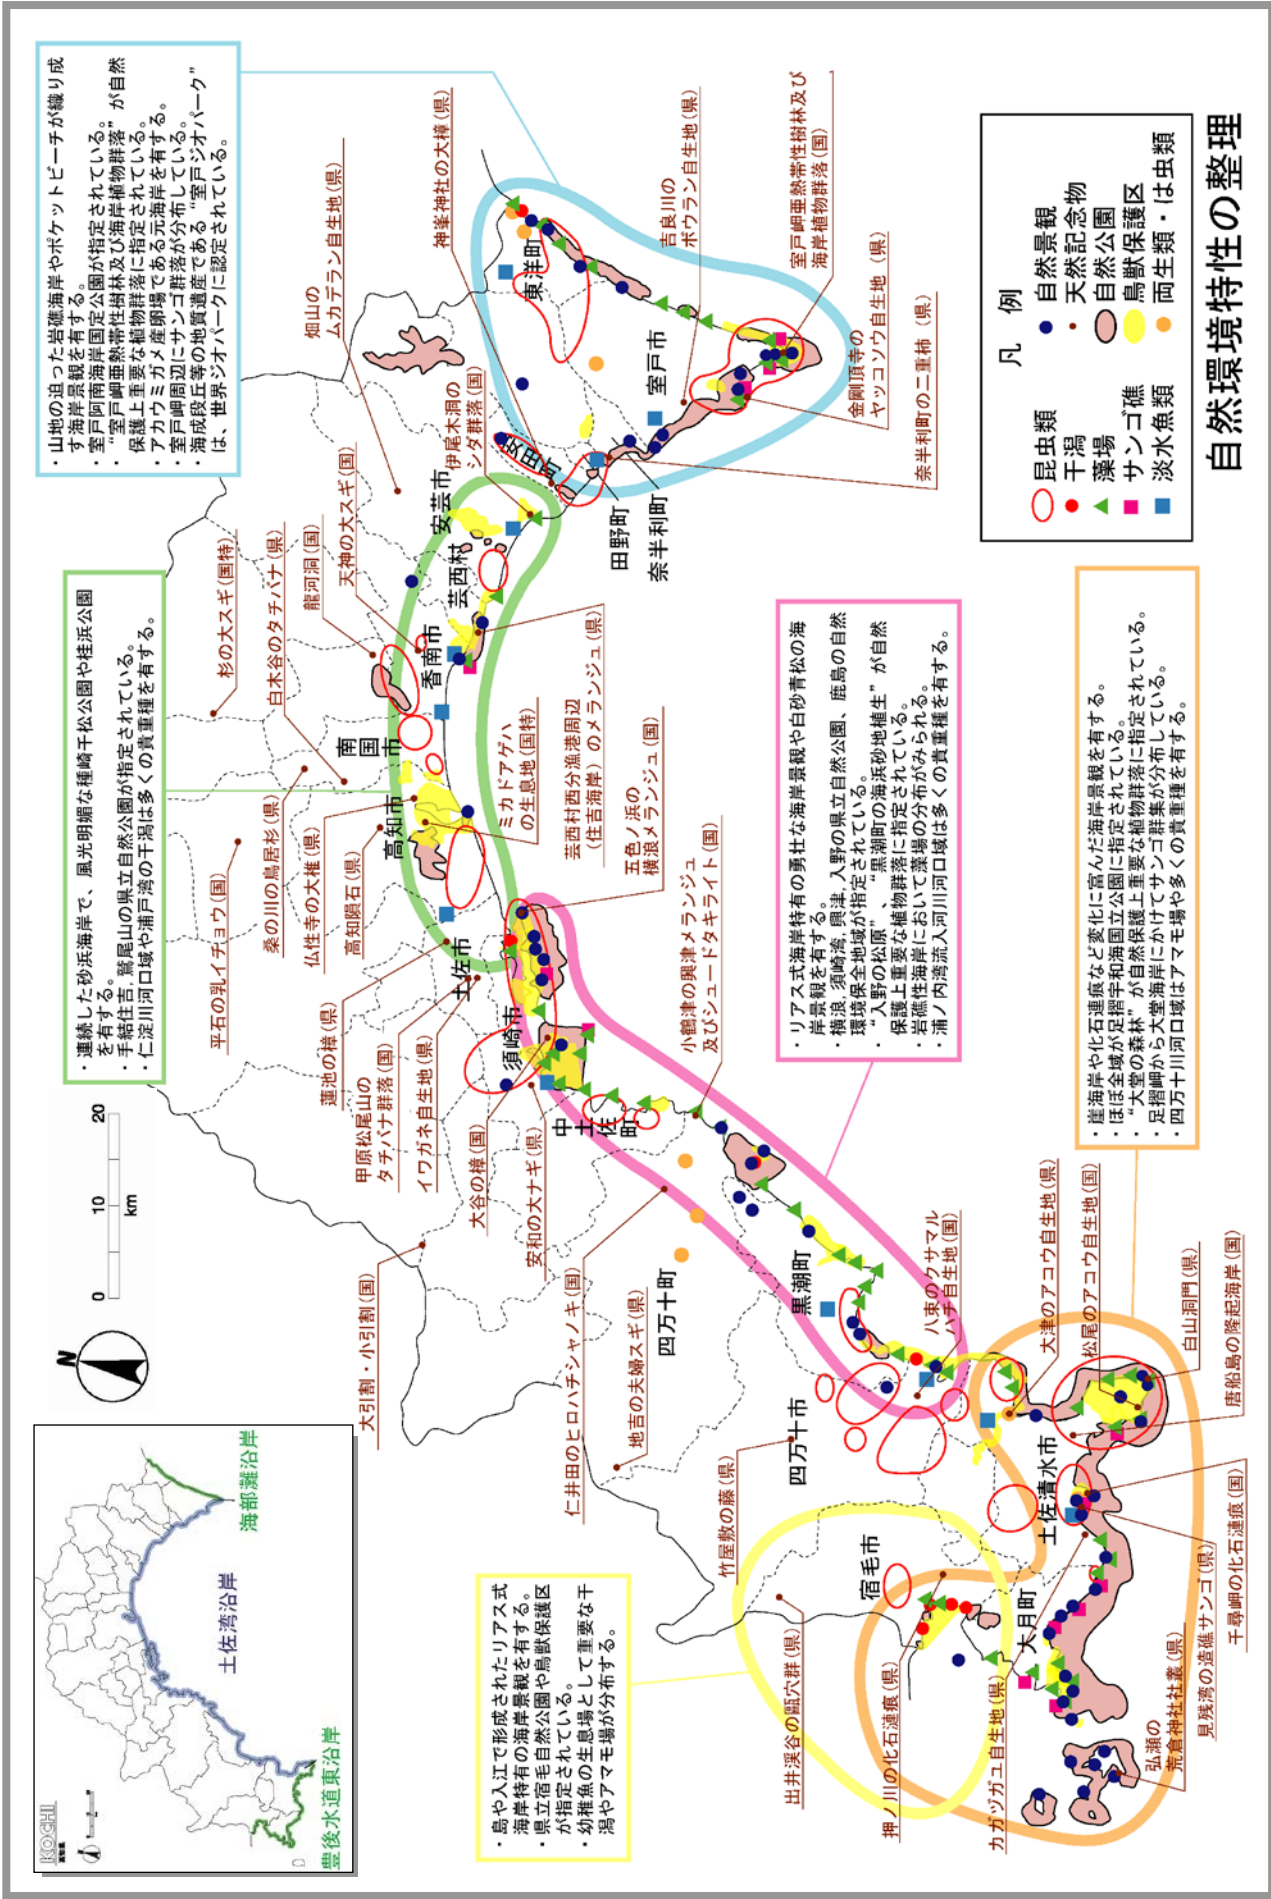 自然環境特性の整理
KOCHI
高知県
豊後水道東沿岸
土佐湾沿岸
海部灘沿岸
N
0
10
20
km
・連続した砂浜海岸で、風光明媚な種崎千松公園や桂浜公園
を有する。
・手結住吉,鷲尾山の県立自然公園が指定されている。
・仁淀川河口域や浦戸湾の干潟は多くの貴重種を有する。
・山地の迫った岩礁海岸やポケットビーチが織り成
す海岸景観を有する。
・室戸阿南海岸国定公園が指定されている。
・“室戸岬亜熱帯性樹林及び海岸植物群落”が自然
保護上重要な植物群落に指定されている。
・アカウミガメ産卵場である元海岸を有する。
・室戸岬周辺にサンゴ群落が分布している。
・海成段丘等の地質遺産である“室戸ジオパーク”
は、世界ジオパークに認定されている。
・島や入江で形成されたリアス式
海岸特有の海岸景観を有する。
・県立宿毛自然公園や鳥獣保護区
が指定されている。
・幼稚魚の生息場として重要な干
潟やアマモ場が分布する。
・リアス式海岸特有の勇壮な海岸景観や白砂青松の海
岸景観を有する。
・横浪,須崎湾,興津,入野の県立自然公園、鹿島の自然
環境保全地域が指定されている。
・“入野の松原”、“黒潮町の海浜砂地植生”が自然
保護上重要な植物群落に指定されている。
・岩礁性海岸において藻場の分布がみられる。
・浦ノ内湾流入河川河口域は多くの貴重種を有する。
・崖海岸や化石漣痕など変化に富んだ海岸景観を有する。
・ほぼ全域が足摺宇和海国立公園に指定されている。
・“大堂の森林”が自然保護上重要な植物群落に指定されている。
・足摺岬から大堂海岸にかけてサンゴ群集が分布している。
・四万十川河口域はアマモ場や多くの貴重種を有する。
大引割・小引割(国)
平石の乳イチョウ(国)
桑の川の鳥居杉(県)
仏性寺の大椎(県)
高知隕石(県)
杉の大スギ(国特)
白木谷のタチバナ(県)
龍河洞(国)
天神の大スギ(国)
畑山の
ムカデラン自生地(県)
伊尾木洞の
シダ群落(国)
神峯神社の大樟(県)
蓮池の樟(県)
甲原松尾山の
タチバナ群落(国)
イワガネ自生地(県)
大谷の樟(国)
安和の大ナギ(県)
仁井田のヒロハチシャノキ(国)
地吉の夫婦スギ(県)
竹屋敷の藤(県)
出井渓谷の甌穴群(県)
押ノ川の化石漣痕(県)
カガヅガユ自生地(県)
弘瀬の
荒倉神社社叢(県)
見残湾の造礁サンゴ(県)
千尋岬の化石漣痕(国)
唐船島の隆起海岸(国)
白山洞門(県)
松尾のアコウ自生地(国)
大津のアコウ自生地(県)
八束のクサマル
ハチ自生地(国)
小鶴津の興津メランジュ
及びシュードタキライト(国)
五色ノ浜の
横浪メランジュ(国)
芸西村西分漁港周辺
(住吉海岸)のメランジュ(県)
ミカドアゲハ
の生息地(国特)
奈半利町の二重柿(県)
金剛頂寺の
ヤッコソウ自生地(県)
室戸岬亜熱帯性樹林及び
海岸植物群落(国)
吉良川の
ボウラン自生地(県)
宿毛市
大月町
土佐清水市
四万十市
黒潮町
四万十町
中土佐町
須崎市
土佐市
高知市
南国市
香南市
芸西村
安芸市
安田町
田野町
奈半利町
室戸市
東洋町
凡 例
昆虫類
干潟
藻場
サンゴ礁
淡水魚類
自然景観
天然記念物
自然公園
鳥獣保護区
両生類・は虫類